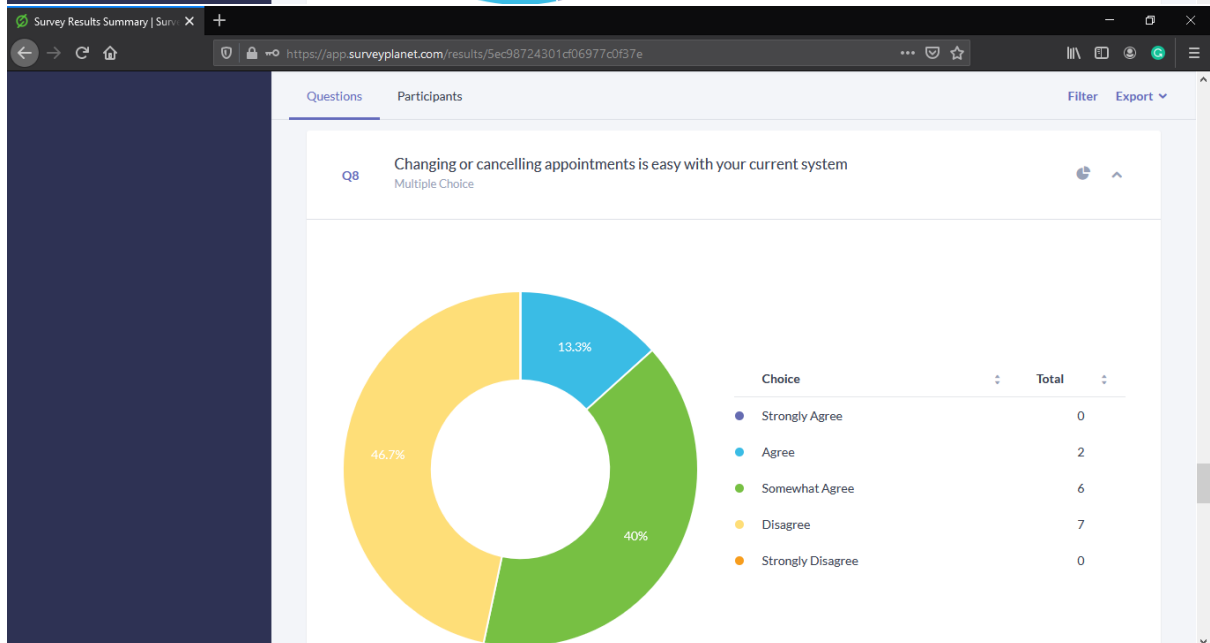 Survey Results Summary | Surve
https://app.surveyplanet.com/results/5ec98724301cf06977c0f37e
Questions Participants Filter Export
Q8 Changing or cancelling appointments is easy with your current system
Multiple Choice
13.3%
46.7%
40%
Choice Total
Strongly Agree 0
Agree 2
Somewhat Agree 6
Disagree 7
Strongly Disagree 0